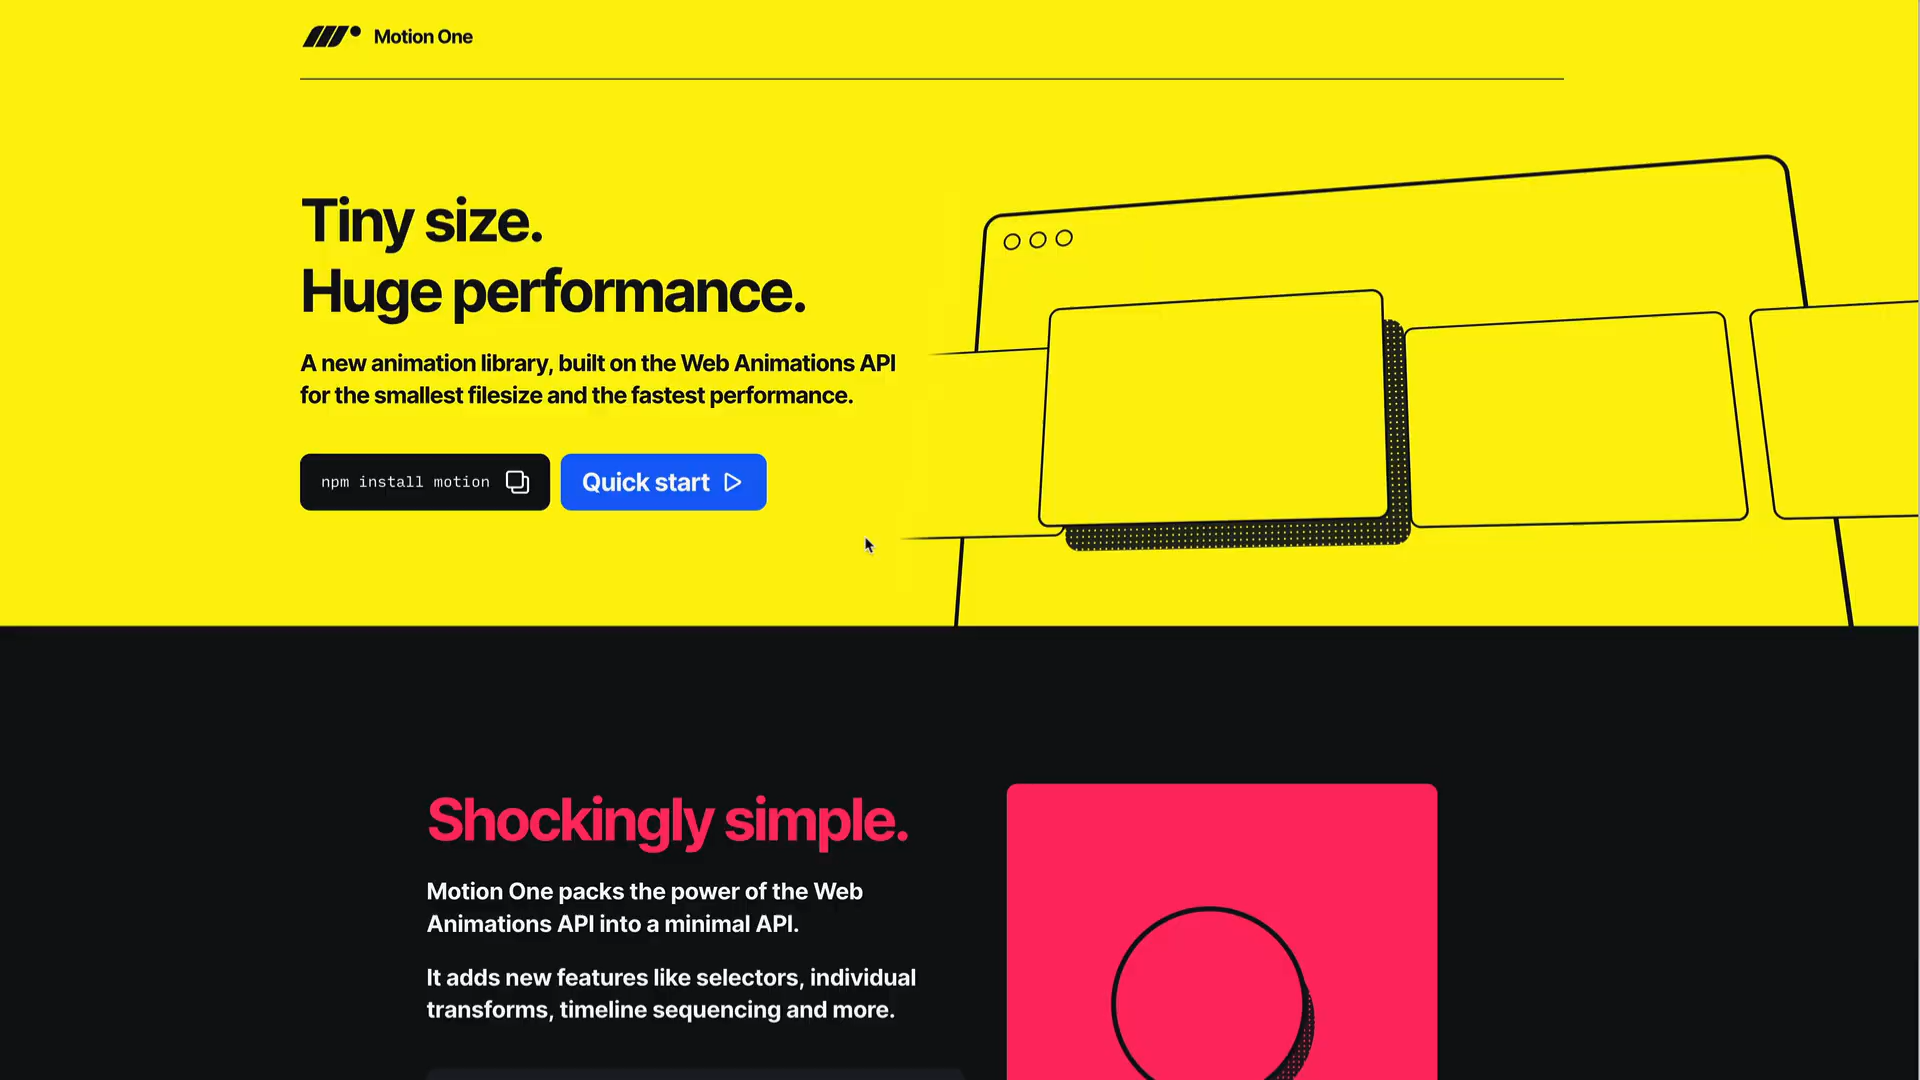 Motion One
Tiny size.
Huge performance.
A new animation library, built on the Web Animations API
for the smallest filesize and the fastest performance.
npm install motion
Quick start
Shockingly simple.
Motion One packs the power of the Web
Animations API into a minimal API.
It adds new features like selectors, individual
transforms, timeline sequencing and more.